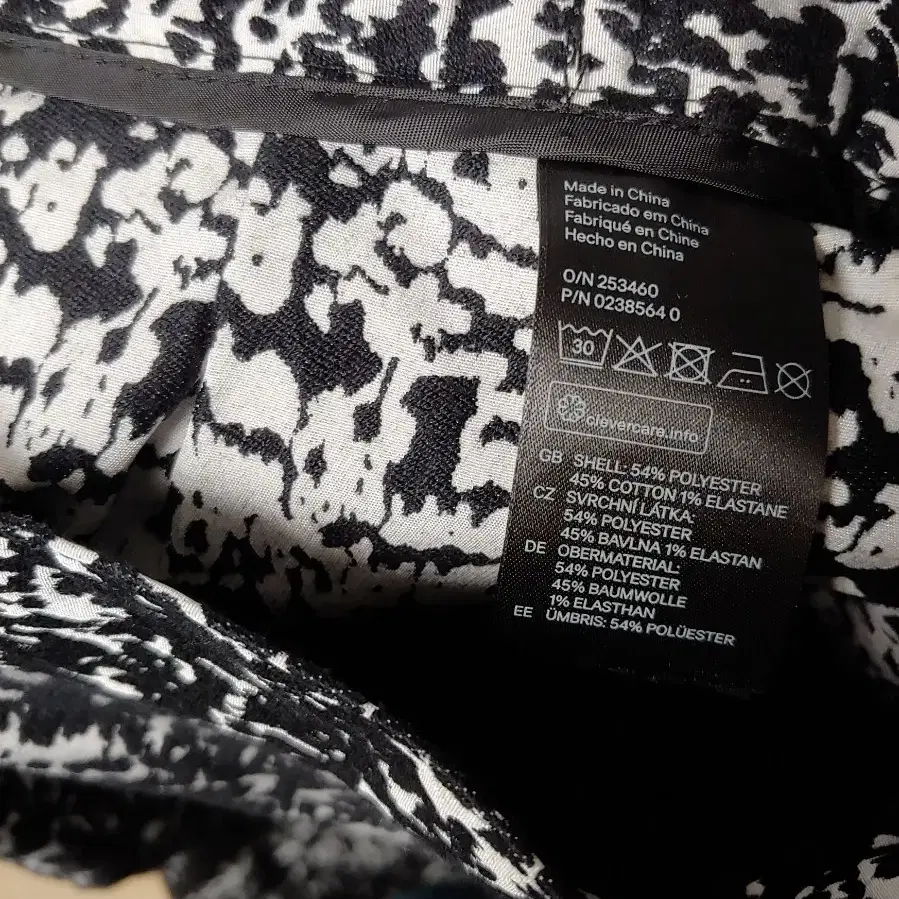 Made in China
Fabricado em China
Fabriqué en Chine
Hecho en China
O/N 253460
P/N 0238564 0
30
clevercare.info
GB SHELL: 54% POLYESTER
45% COTTON 1% ELASTANE
CZ SVRCHNÍ LÁTKA:
54% POLYESTER
45% BAVLNA 1% ELASTAN
DE OBERMATERIAL:
54% POLYESTER
45% BAUMWOLLE
1% ELASTHAN
EE ÜMBRIS: 54% POLÜESTER